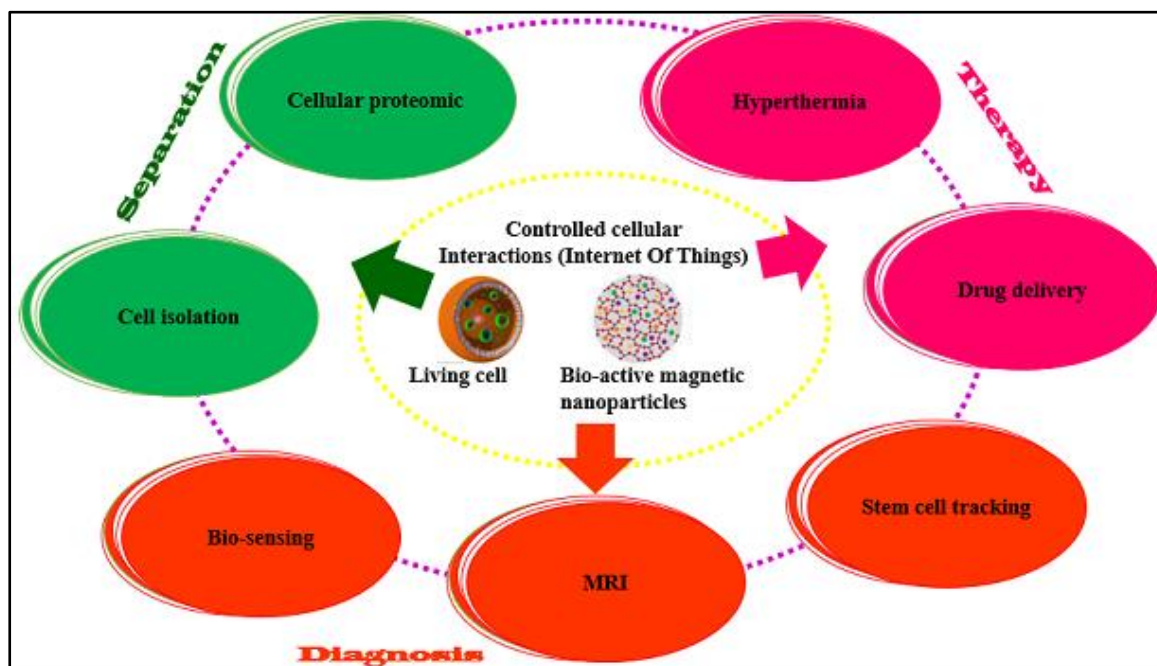 Separation
Cellular proteomic
Hyperthermia
Therapy
Controlled cellular
Interactions (Internet Of Things)
Cell isolation
Drug delivery
Living cell
Bio-active magnetic
nanoparticles
Bio-sensing
MRI
Stem cell tracking
Diagnosis